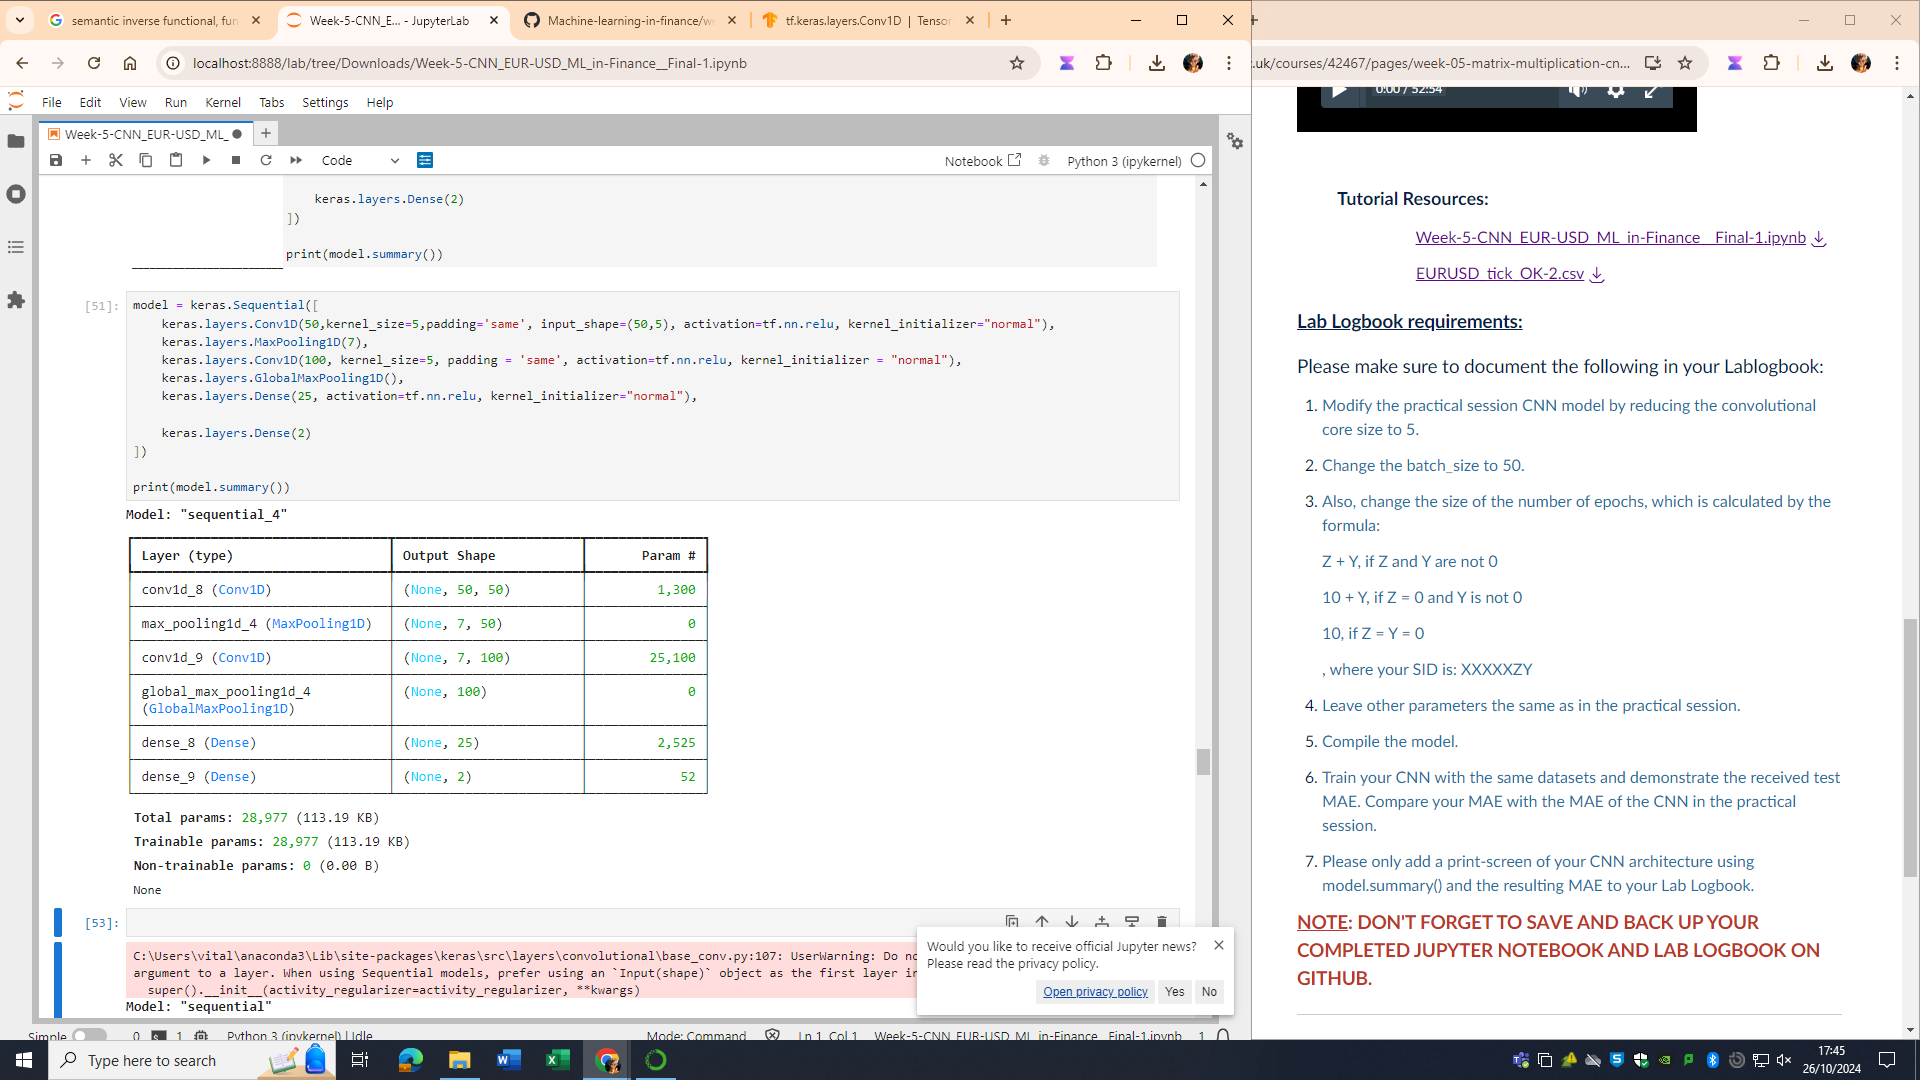 semantic inverse functional, fun
Week-5-CNN_E... - JupyterLab
Machine-learning-in-finance/we
tf.keras.layers.Conv1D | Tensor
localhost:8888/lab/tree/Downloads/Week-5-CNN_EUR-USD_ML_in-Finance__Final-1.ipynb
.uk/courses/42467/pages/week-05-matrix-multiplication-cn...
File Edit View Run Kernel Tabs Settings Help
Week-5-CNN_EUR-USD_ML_
Code
Notebook
Python 3 (ipykernel)
keras.layers.Dense(2)
])
print(model.summary())
[51]:
model = keras.Sequential([
keras.layers.Conv1D(50,kernel_size=5,padding='same', input_shape=(50,5), activation=tf.nn.relu, kernel_initializer="normal"),
keras.layers.MaxPooling1D(7),
keras.layers.Conv1D(100, kernel_size=5, padding = 'same', activation=tf.nn.relu, kernel_initializer = "normal"),
keras.layers.GlobalMaxPooling1D(),
keras.layers.Dense(25, activation=tf.nn.relu, kernel_initializer="normal"),
keras.layers.Dense(2)
])
print(model.summary())
Model: "sequential_4"
Layer (type) Output Shape Param #
conv1d_8 (Conv1D) (None, 50, 50) 1,300
max_pooling1d_4 (MaxPooling1D) (None, 7, 50) 0
conv1d_9 (Conv1D) (None, 7, 100) 25,100
global_max_pooling1d_4 (None, 100) 0
(GlobalMaxPooling1D)
dense_8 (Dense) (None, 25) 2,525
dense_9 (Dense) (None, 2) 52
Total params: 28,977 (113.19 KB)
Trainable params: 28,977 (113.19 KB)
Non-trainable params: 0 (0.00 B)
None
[53]:
C:\Users\vital\anaconda3\Lib\site-packages\keras\src\layers\convolutional\base_conv.py:107: UserWarning: Do no
argument to a layer. When using Sequential models, prefer using an `Input(shape)` object as the first layer in
super().__init__(activity_regularizer=activity_regularizer, **kwargs)
Model: "sequential"
Would you like to receive official Jupyter news?
Please read the privacy policy.
Open privacy policy
Yes
No
Simple
0
1
Python 3 (ipykernel) | Idle
Mode: Command
Ln 1, Col 1
Week-5-CNN_EUR-USD_ML_in-Finance__Final-1.ipynb
1
0:00 / 52:54
Tutorial Resources:
Week-5-CNN_EUR-USD_ML_in-Finance__Final-1.ipynb
EURUSD_tick_OK-2.csv
Lab Logbook requirements:
Please make sure to document the following in your Lablogbook:
1. Modify the practical session CNN model by reducing the convolutional
core size to 5.
2. Change the batch_size to 50.
3. Also, change the size of the number of epochs, which is calculated by the
formula:
Z + Y, if Z and Y are not 0
10 + Y, if Z = 0 and Y is not 0
10, if Z = Y = 0
, where your SID is: XXXXXZY
4. Leave other parameters the same as in the practical session.
5. Compile the model.
6. Train your CNN with the same datasets and demonstrate the received test
MAE. Compare your MAE with the MAE of the CNN in the practical
session.
7. Please only add a print-screen of your CNN architecture using
model.summary() and the resulting MAE to your Lab Logbook.
NOTE: DON'T FORGET TO SAVE AND BACK UP YOUR
COMPLETED JUPYTER NOTEBOOK AND LAB LOGBOOK ON
GITHUB.
Type here to search
17:45
26/10/2024